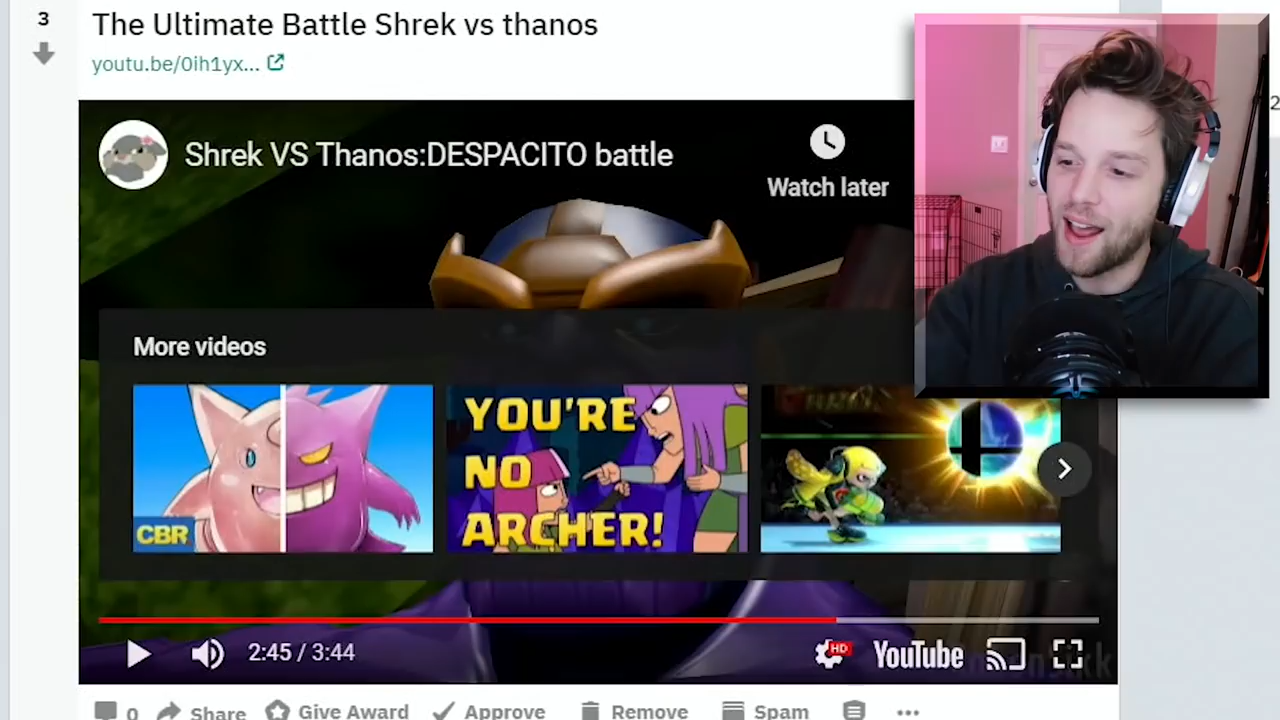 3
The Ultimate Battle Shrek vs thanos
youtu.be/0ih1yx...
Shrek VS Thanos:DESPACITO battle
Watch later
2
More videos
CBR
YOU'RE
NO
ARCHER!
2:45 / 3:44
HD
YouTube
0
Share
Give Award
Approve
Remove
Spam